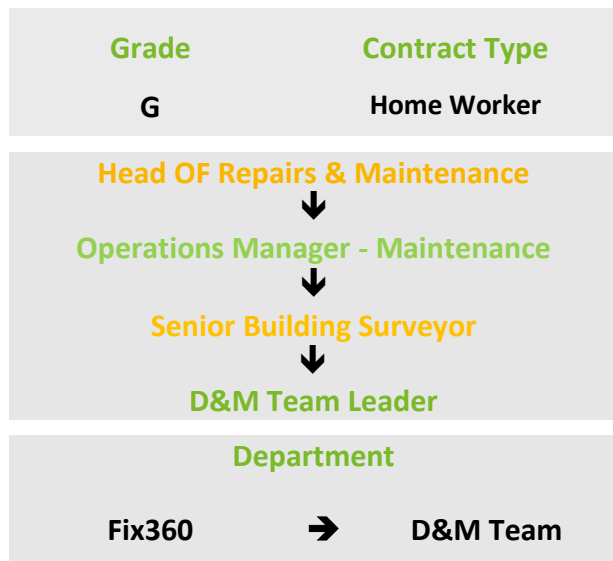 Grade Contract Type
G Home Worker
Head OF Repairs & Maintenance
Operations Manager - Maintenance
Senior Building Surveyor
D&M Team Leader
Department
Fix360 → D&M Team